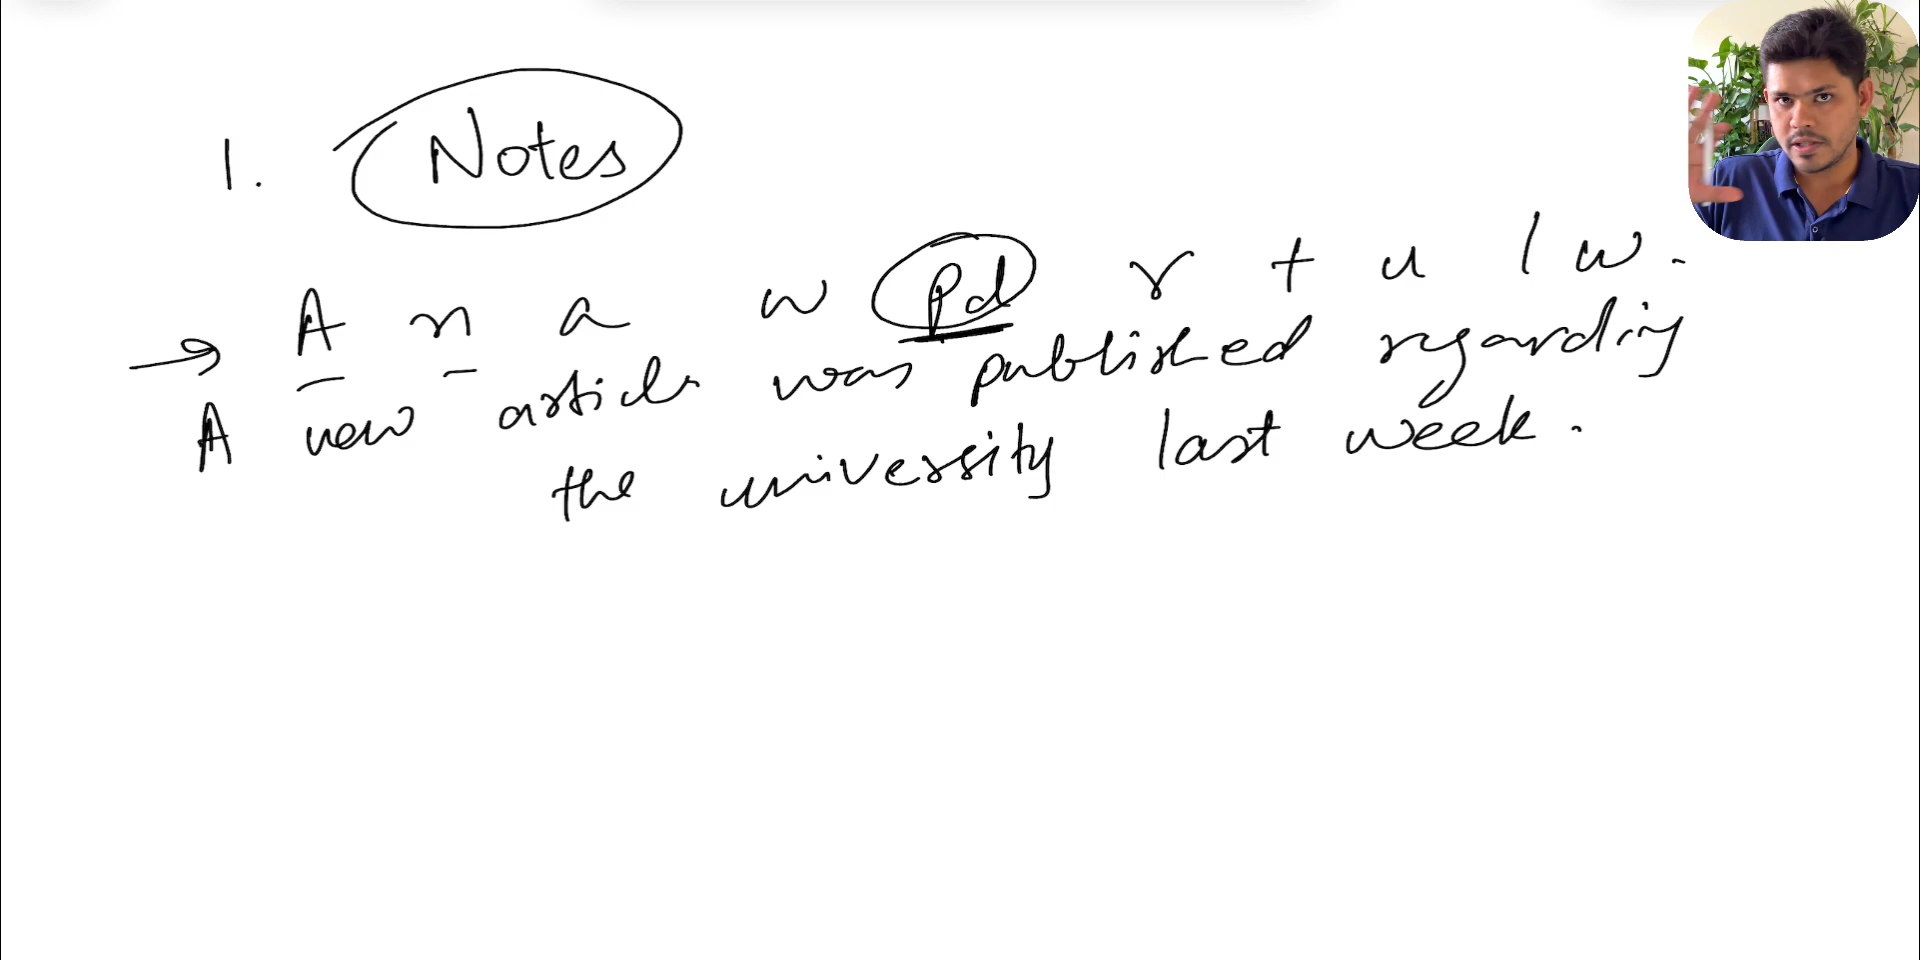 1. Notes
→ A n a w Pd r t u l w.
A new article was published regarding
the university last week.